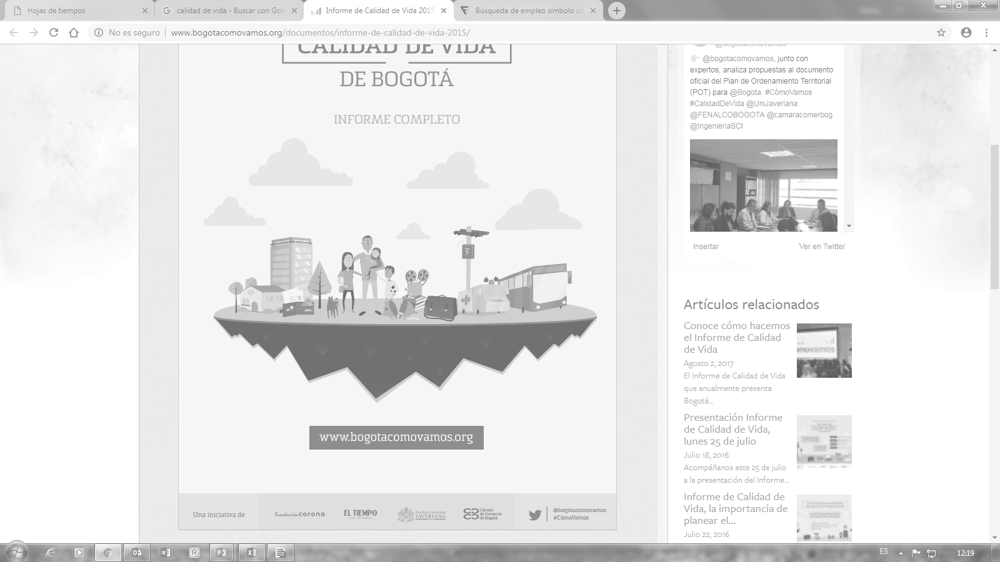 Hojas de tiempos
calidad de vida - Buscar con Goo
Informe de Calidad de Vida 2015
Búsqueda de empleo símbolo co
No es seguro
www.bogotacomovamos.org/documentos/informe-de-calidad-de-vida-2015/
CALIDAD DE VIDA
DE BOGOTÁ
INFORME COMPLETO
www.bogotacomovamos.org
Una iniciativa de
Fundación corona
EL TIEMPO
CASA EDITORIAL
Pontificia Universidad
JAVERIANA
Cámara
de Comercio
de Bogotá
@bogotacomovamos
#CómoVamos
@bogotacomovamos
@bogotacomovamos, junto con
expertos, analiza propuestas al documento
oficial del Plan de Ordenamiento Territorial
(POT) para @Bogota. #CómoVamos
#CalidadDeVida @UniJaveriana
@FENALCOBOGOTA @camaracomerbog
@IngenieriaSCI
Insertar
Ver en Twitter
Artículos relacionados
Conoce cómo hacemos
el Informe de Calidad
de Vida
Agosto 2, 2017
El Informe de Calidad de Vida
que anualmente presenta
Bogotá...
omovamos
Presentación Informe
de Calidad de Vida,
lunes 25 de julio
Julio 18, 2016
Acompáñanos este 25 de julio
a la presentación del Informe...
Informe de Calidad de
Vida, la importancia de
planear el...
Julio 22, 2016
ES
12:19